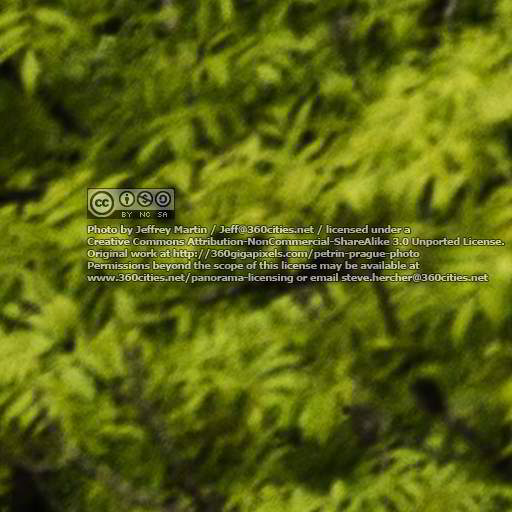 cc BY NC SA
Photo by Jeffrey Martin / Jeff@360cities.net / licensed under a
Creative Commons Attribution-NonCommercial-ShareAlike 3.0 Unported License.
Original work at http://360gigapixels.com/petrin-prague-photo
Permissions beyond the scope of this license may be available at
www.360cities.net/panorama-licensing or email steve.hercher@360cities.net